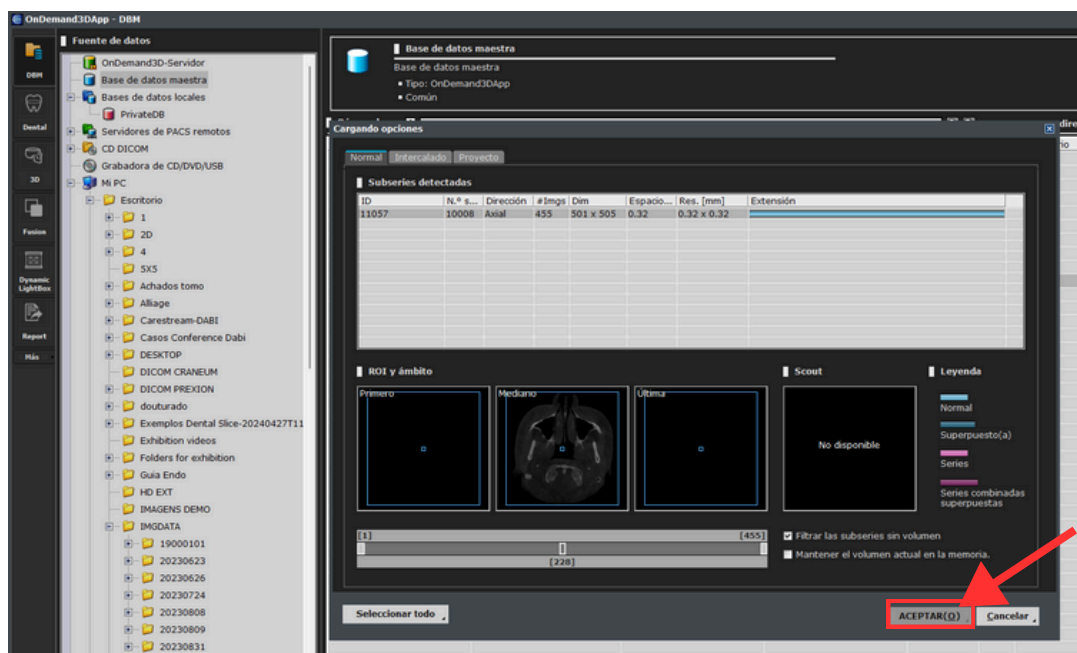 OnDemand3DApp - DBM
DBM
Dental
3D
Fusion
Dynamic
LightBox
Report
Más
Fuente de datos
OnDemand3D-Servidor
Base de datos maestra
Bases de datos locales
PrivateDB
Servidores de PACS remotos
CD DICOM
Grabadora de CD/DVD/USB
Mi PC
Escritorio
1
2D
4
5X5
Achados tomo
Alliage
Carestream-DABI
Casos Conference Dabi
DESKTOP
DICOM CRANEUM
DICOM PREXION
douturado
Exemplos Dental Slice-20240427T11
Exhibition videos
Folders for exhibition
Guia Endo
HD EXT
IMAGENS DEMO
IMGDATA
19000101
20230623
20230626
20230724
20230808
20230809
20230831
Base de datos maestra
Base de datos maestra
Tipo: OnDemand3DApp
Común
Cargando opciones
Normal Intercalado Proyecto
Subseries detectadas
ID N.º s... Dirección #Imgs Dim Espacio... Res. [mm] Extensión
11057 10008 Axial 455 501 x 505 0.32 0.32 x 0.32
ROI y ámbito
Primero Mediano Última
[1] [455]
[228]
Scout
No disponible
Leyenda
Normal
Superpuesto(a)
Series
Series combinadas
superpuestas
Filtrar las subseries sin volumen
Mantener el volumen actual en la memoria.
Seleccionar todo ACEPTAR(O) Cancelar